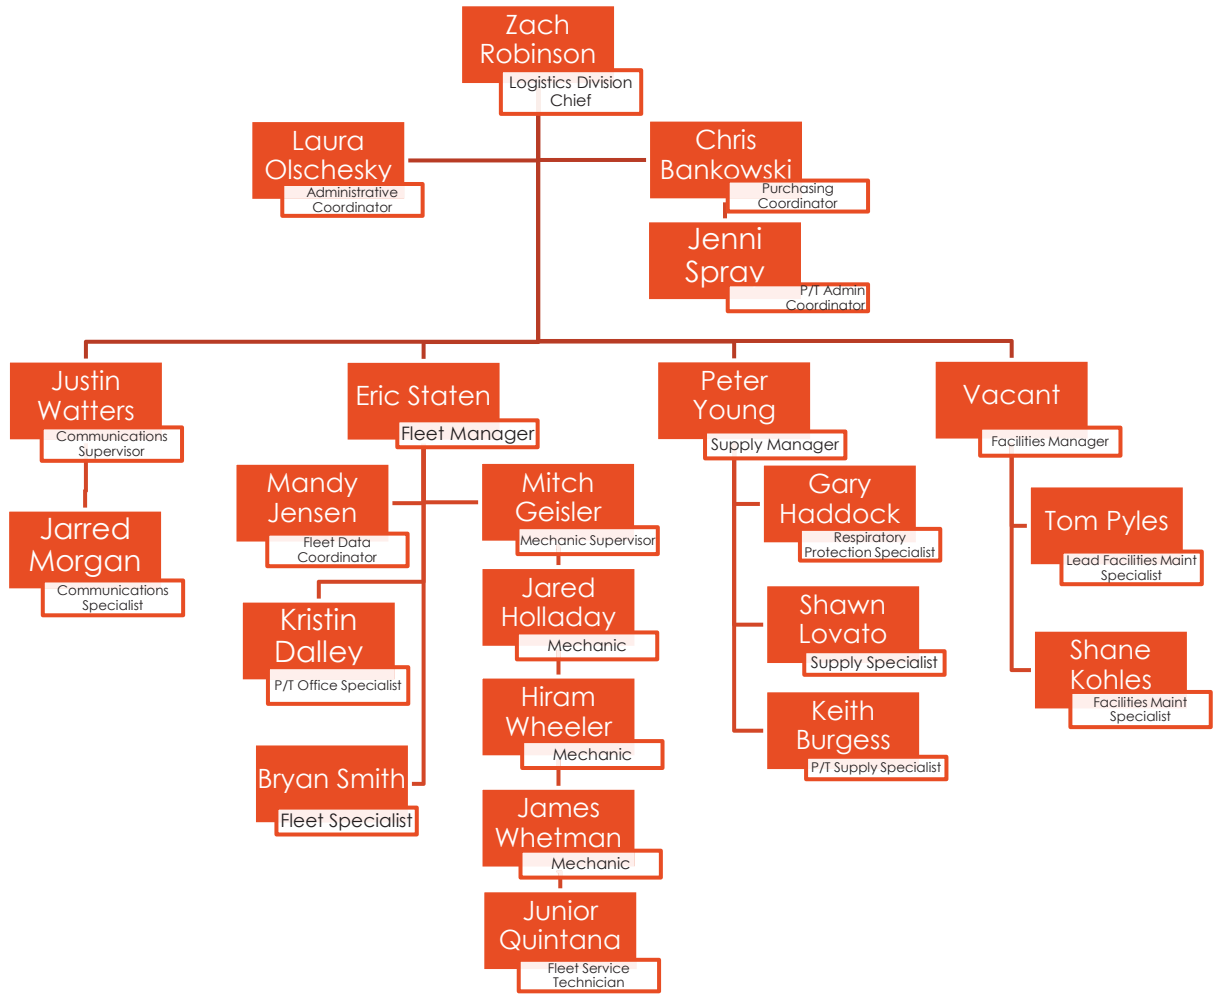 Zach
Robinson
Logistics Division
Chief
Laura
Olschesky
Administrative
Coordinator
Chris
Bankowski
Purchasing
Coordinator
Jenni
Spray
P/T Admin
Coordinator
Justin
Watters
Communications
Supervisor
Jarred
Morgan
Communications
Specialist
Eric Staten
Fleet Manager
Mandy
Jensen
Fleet Data
Coordinator
Kristin
Dalley
P/T Office Specialist
Bryan Smith
Fleet Specialist
Mitch
Geisler
Mechanic Supervisor
Jared
Holladay
Mechanic
Hiram
Wheeler
Mechanic
James
Whetman
Mechanic
Junior
Quintana
Fleet Service
Technician
Peter
Young
Supply Manager
Gary
Haddock
Respiratory
Protection Specialist
Shawn
Lovato
Supply Specialist
Keith
Burgess
P/T Supply Specialist
Vacant
Facilities Manager
Tom Pyles
Lead Facilities Maint
Specialist
Shane
Kohles
Facilities Maint
Specialist